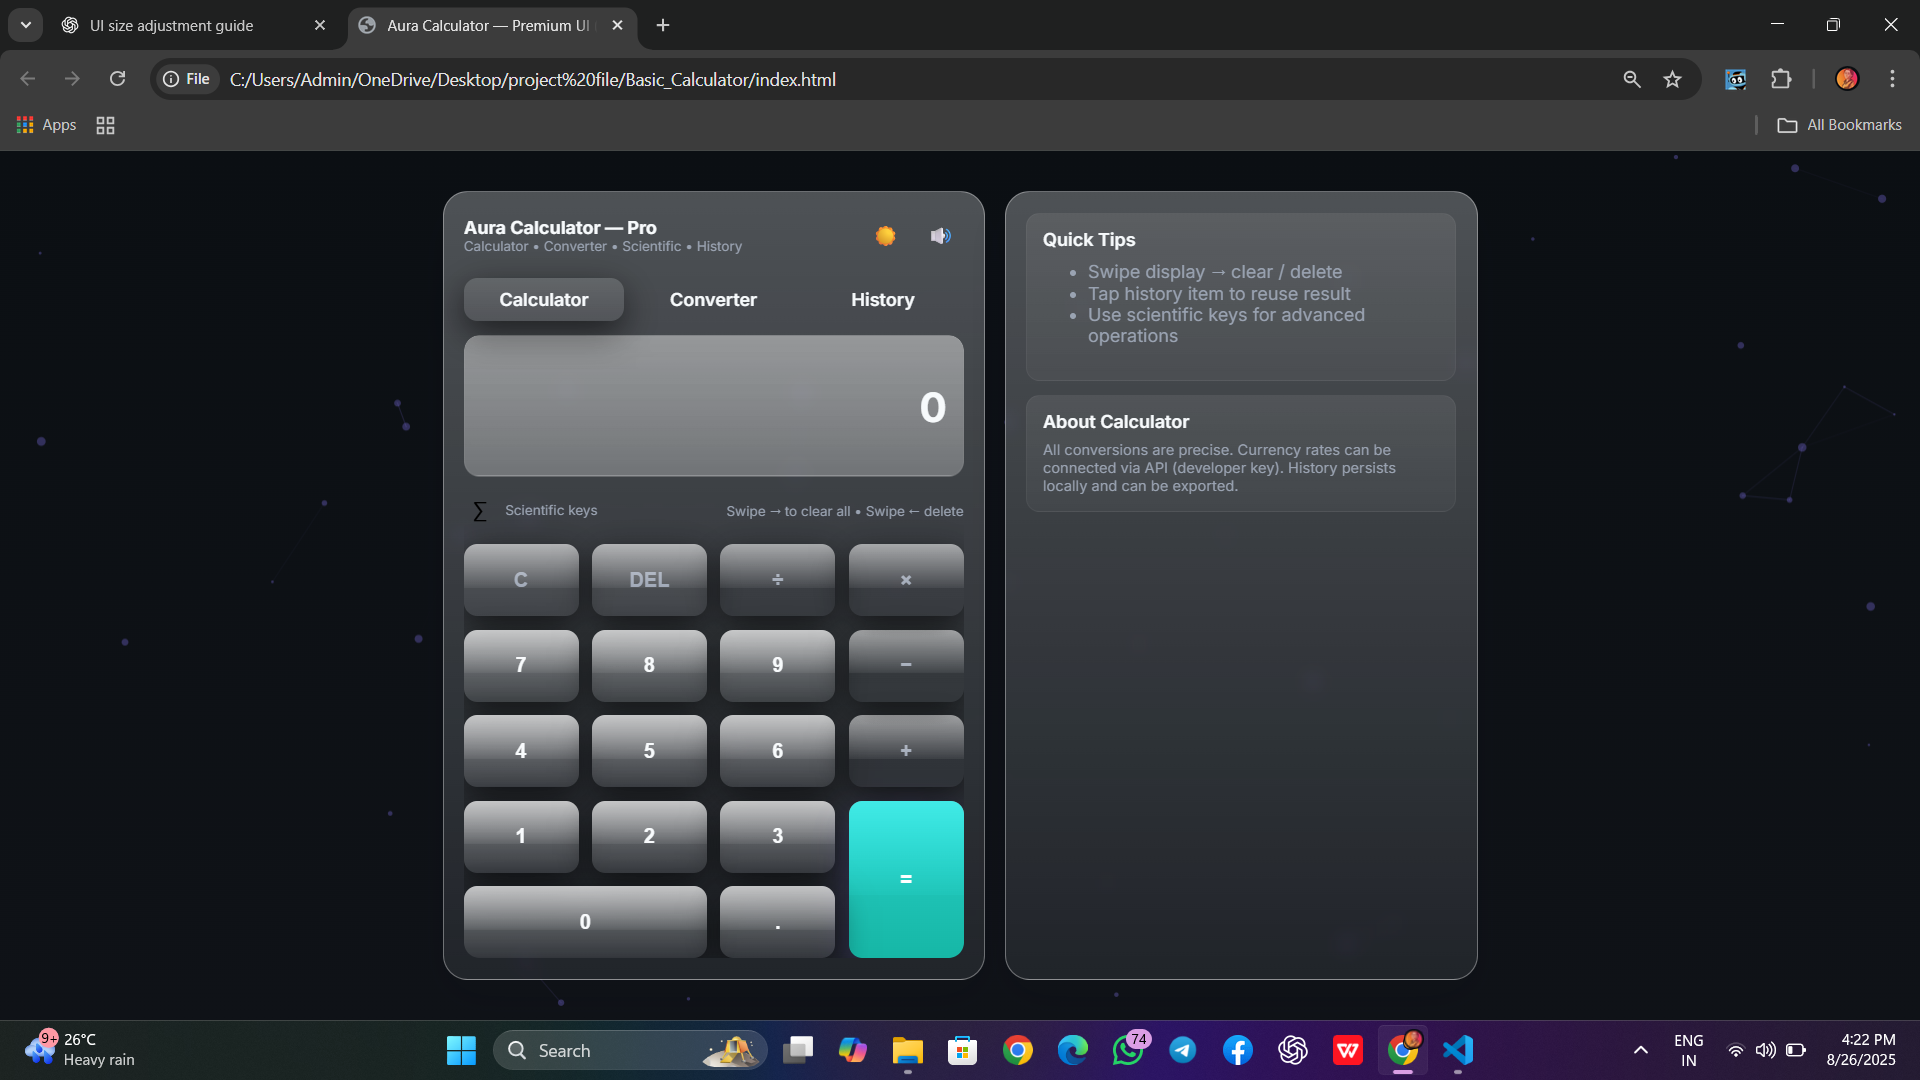 UI size adjustment guide
Aura Calculator — Premium UI
File
C:/Users/Admin/OneDrive/Desktop/project%20file/Basic_Calculator/index.html
Apps
All Bookmarks
Aura Calculator — Pro
Calculator • Converter • Scientific • History
Calculator
Converter
History
0
∑ Scientific keys
Swipe → to clear all • Swipe ← delete
C
DEL
÷
×
7
8
9
−
4
5
6
+
1
2
3
=
0
.
Quick Tips
• Swipe display → clear / delete
• Tap history item to reuse result
• Use scientific keys for advanced
operations
About Calculator
All conversions are precise. Currency rates can be
connected via API (developer key). History persists
locally and can be exported.
9+
26°C
Heavy rain
Search
74
W
ENG
IN
4:22 PM
8/26/2025